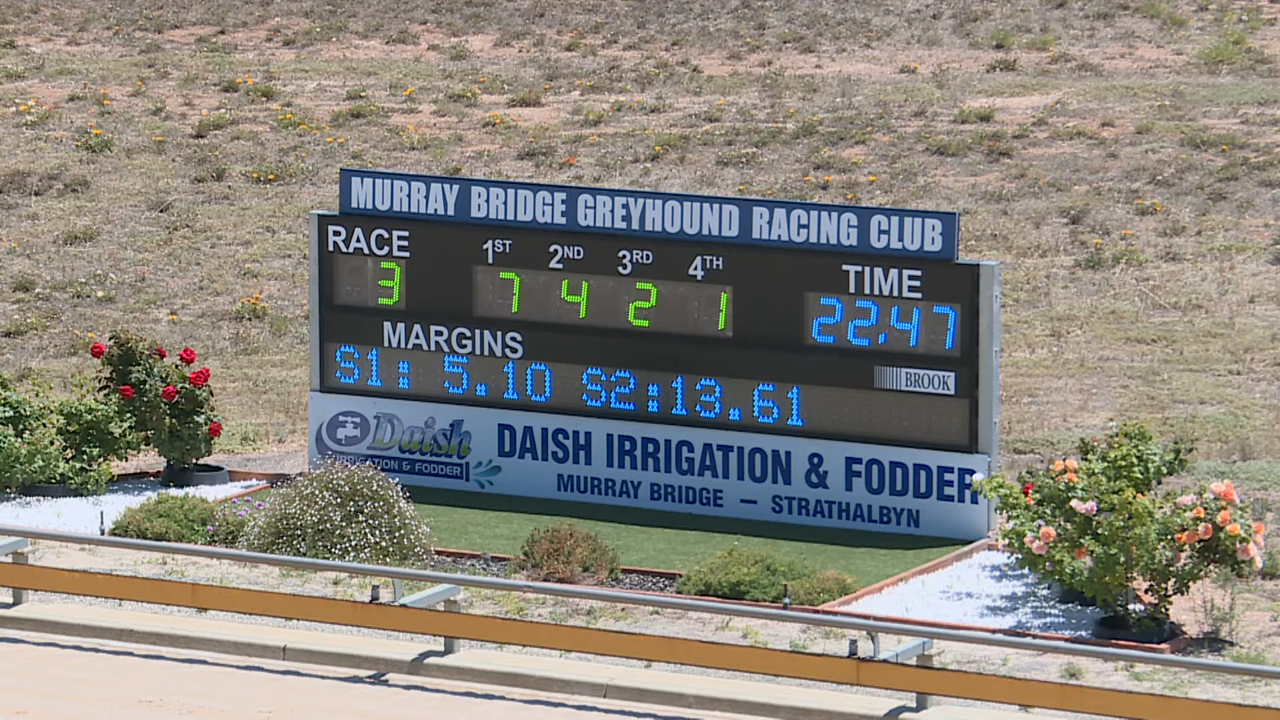 MURRAY BRIDGE GREYHOUND RACING CLUB
RACE 1ST 2ND 3RD 4TH TIME
3 7 4 2 1 22.47
MARGINS
S1: 5.10 S2:13.61
BROOK
Daish
IRRIGATION & FODDER
DAISH IRRIGATION & FODDER
MURRAY BRIDGE – STRATHALBYN